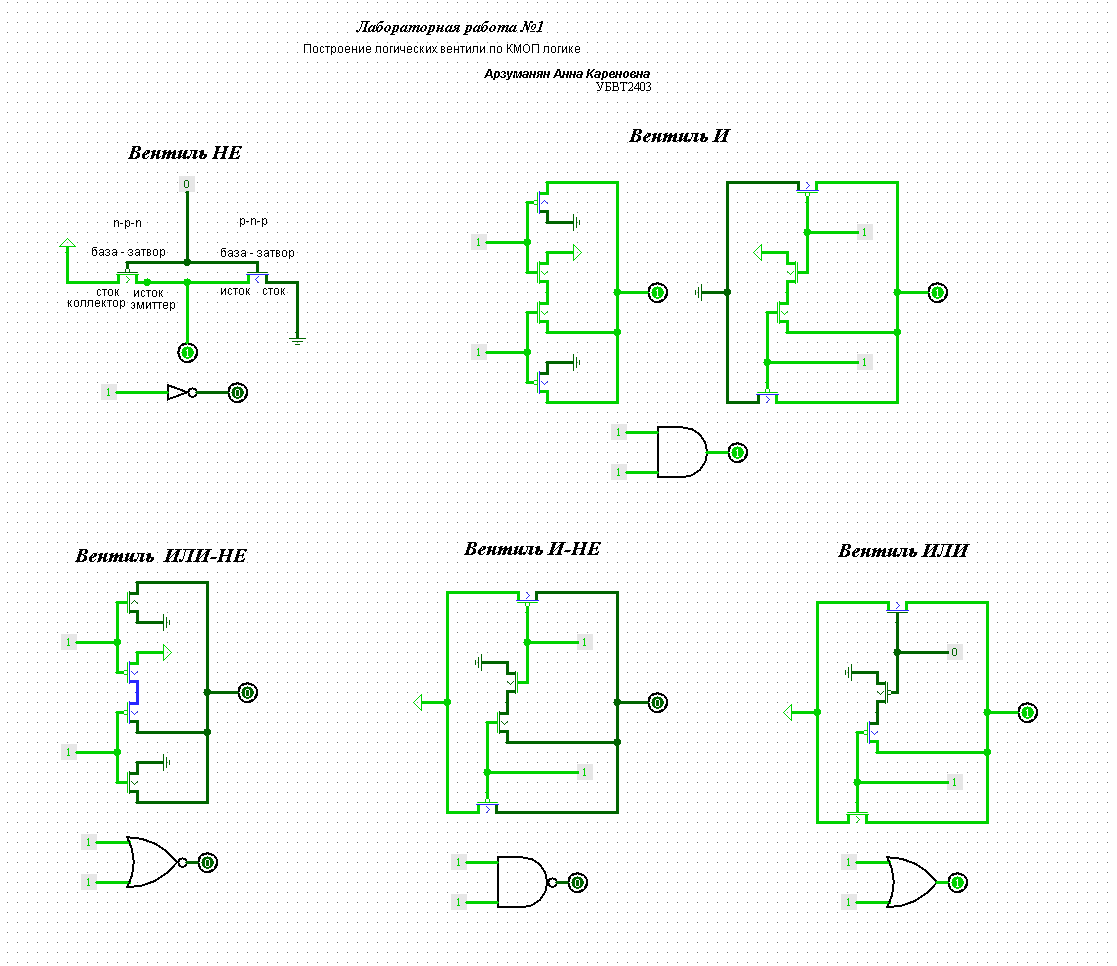 Лабораторная работа №1
Построение логических вентили по КМОП логике
Арзуманян Анна Кареновна
УБВТ2403
Вентиль НЕ
0
n-p-n
p-n-p
база - затвор
база - затвор
сток
коллектор
исток
эмиттер
исток
сток
1
1
0
Вентиль И
1
1
1
1
1
1
1
1
1
Вентиль ИЛИ-НЕ
1
1
0
1
1
0
Вентиль И-НЕ
1
1
0
1
1
0
Вентиль ИЛИ
0
1
1
1
1
1